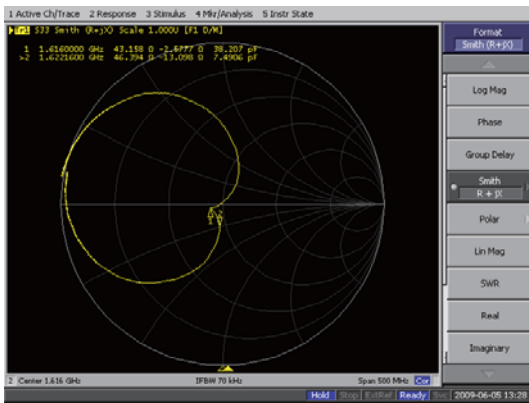 1 Active Ch/Trace 2 Response 3 Stimulus 4 Mkr/Analysis 5 Instr State
Tr1 S33 Smith (R+jX) Scale 1.000U [F1 D/M]
1 1.6160000 GHz 43.158 Ω -2.5777 Ω 38.207 pF
>2 1.6221600 GHz 46.394 Ω -13.098 Ω 7.4906 pF
Format
Smith (R+jX)
Log Mag
Phase
Group Delay
Smith
R + jX
Polar
Lin Mag
SWR
Real
Imaginary
2 Center 1.616 GHz IFBW 70 kHz Span 500 MHz Cor
Hold Stop ExtRef Ready Svc 2009-06-05 13:28